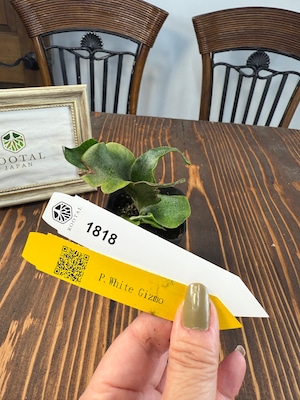 ROOTAL
JAPAN
ROOTAL
1818
P. White Gizmo